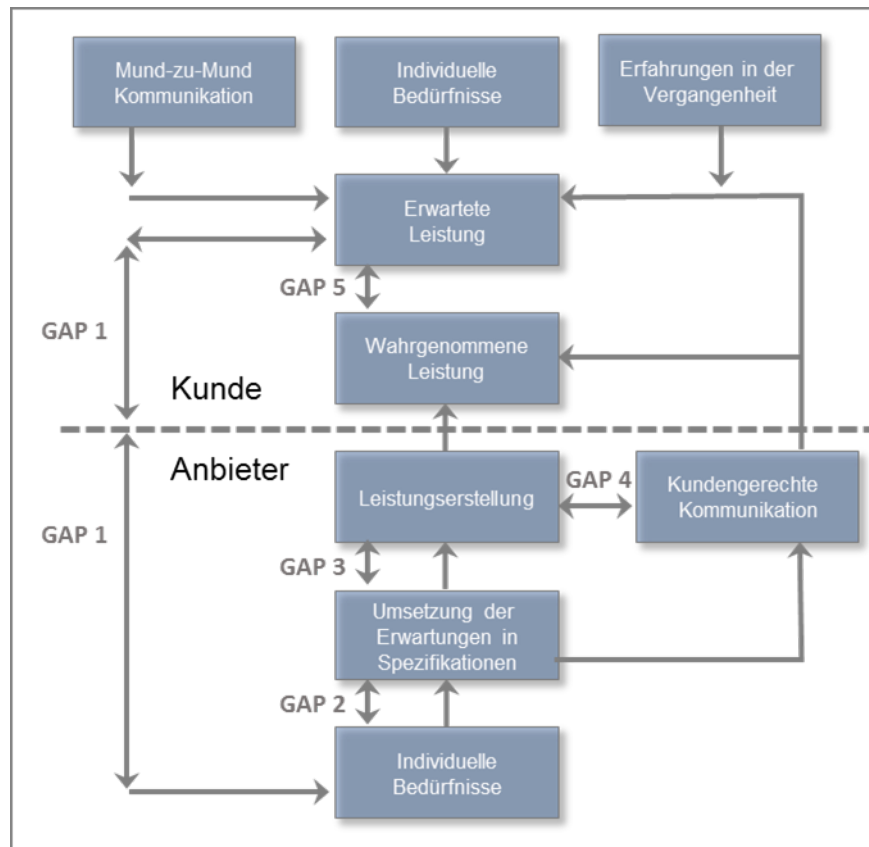 Mund-zu-Mund
Kommunikation
Individuelle
Bedürfnisse
Erfahrungen in der
Vergangenheit
Erwartete
Leistung
GAP 5
GAP 1
Wahrgenommene
Leistung
Kunde
Anbieter
Leistungserstellung
GAP 4
Kundengerechte
Kommunikation
GAP 1
GAP 3
Umsetzung der
Erwartungen in
Spezifikationen
GAP 2
Individuelle
Bedürfnisse